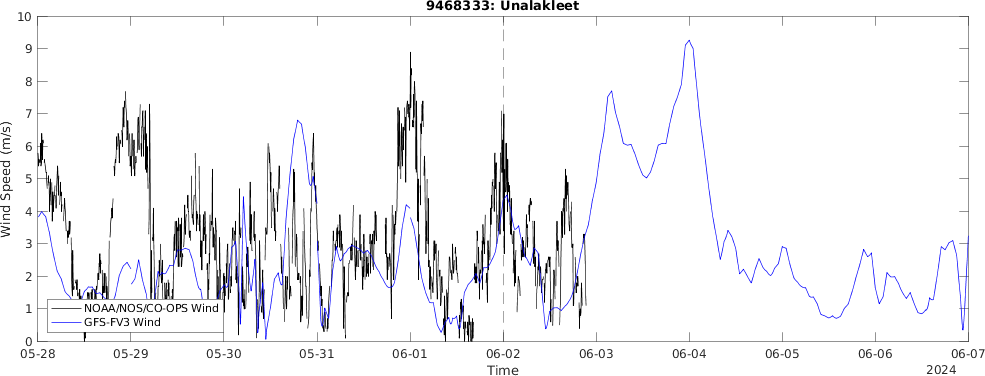 9468333: Unalakleet
10
9
8
7
6
5
4
3
2
1
0
Wind Speed (m/s)
NOAA/NOS/CO-OPS Wind
GFS-FV3 Wind
05-28 05-29 05-30 05-31 06-01 06-02 06-03 06-04 06-05 06-06 06-07
Time
2024